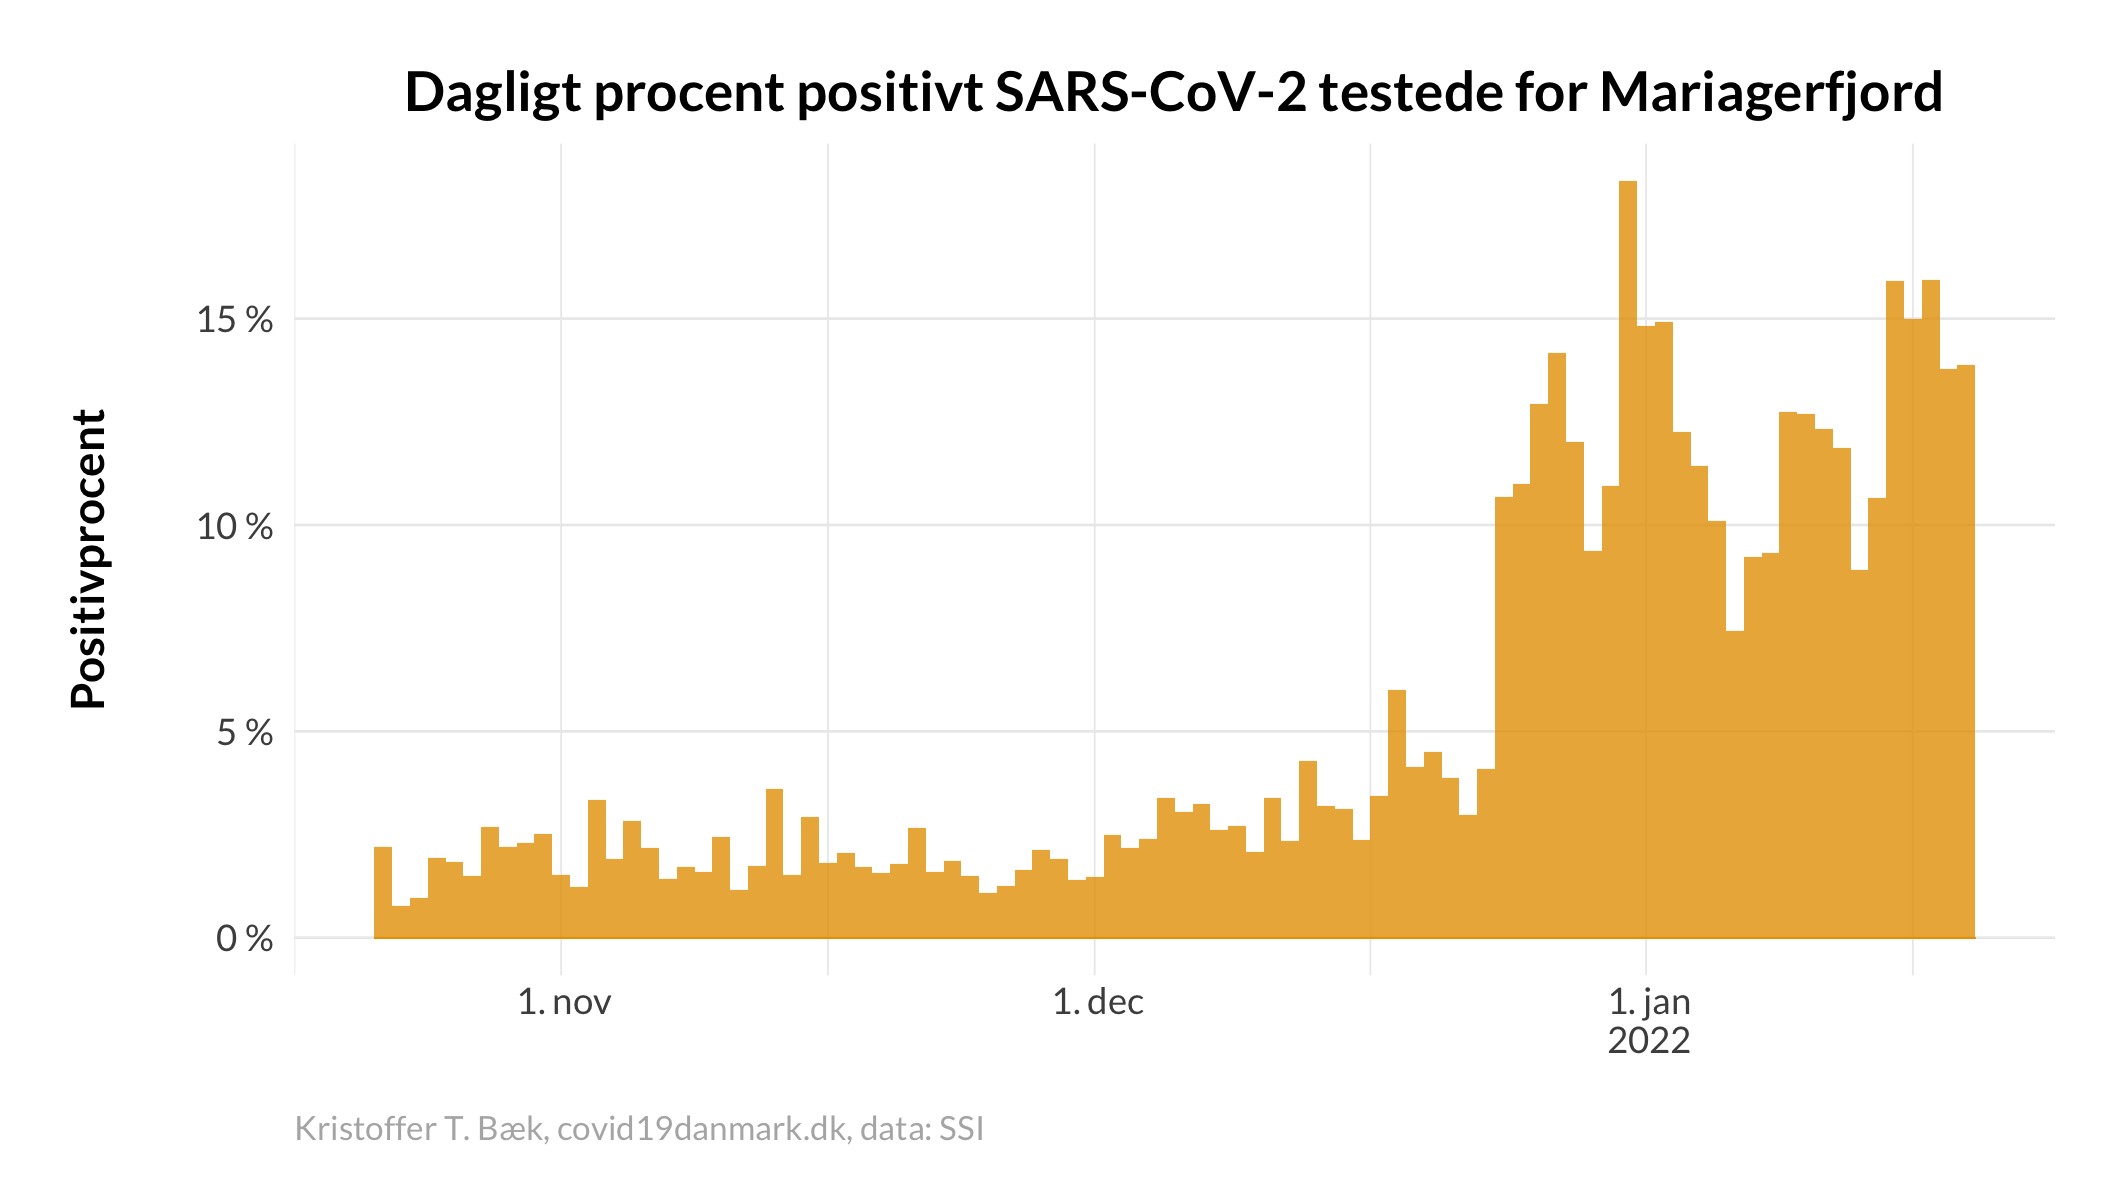 Dagligt procent positivt SARS-CoV-2 testede for Mariagerfjord
Positivprocent
15 %
10 %
5 %
0 %
1. nov
1. dec
1. jan
2022
Kristoffer T. Bæk, covid19danmark.dk, data: SSI